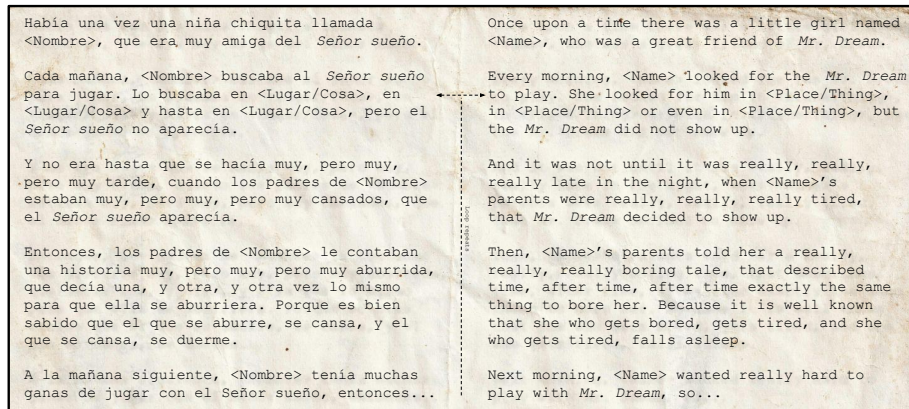 Había una vez una niña chiquita llamada
<Nombre>, que era muy amiga del Señor sueño.
Cada mañana, <Nombre> buscaba al Señor sueño
para jugar. Lo buscaba en <Lugar/Cosa>, en
<Lugar/Cosa> y hasta en <Lugar/Cosa>, pero el
Señor sueño no aparecía.
Y no era hasta que se hacía muy, pero muy,
pero muy tarde, cuando los padres de <Nombre>
estaban muy, pero muy, pero muy cansados, que
el Señor sueño aparecía.
Entonces, los padres de <Nombre> le contaban
una historia muy, pero muy, pero muy aburrida,
que decía una, y otra, y otra vez lo mismo
para que ella se aburriera. Porque es bien
sabido que el que se aburre, se cansa, y el
que se cansa, se duerme.
A la mañana siguiente, <Nombre> tenía muchas
ganas de jugar con el Señor sueño, entonces...
Loop repeats
Once upon a time there was a little girl named
<Name>, who was a great friend of Mr. Dream.
Every morning, <Name> looked for the Mr. Dream
to play. She looked for him in <Place/Thing>,
in <Place/Thing> or even in <Place/Thing>, but
the Mr. Dream did not show up.
And it was not until it was really, really,
really late in the night, when <Name>'s
parents were really, really, really tired,
that Mr. Dream decided to show up.
Then, <Name>'s parents told her a really,
really, really boring tale, that described
time, after time, after time exactly the same
thing to bore her. Because it is well known
that she who gets bored, gets tired, and she
who gets tired, falls asleep.
Next morning, <Name> wanted really hard to
play with Mr. Dream, so...